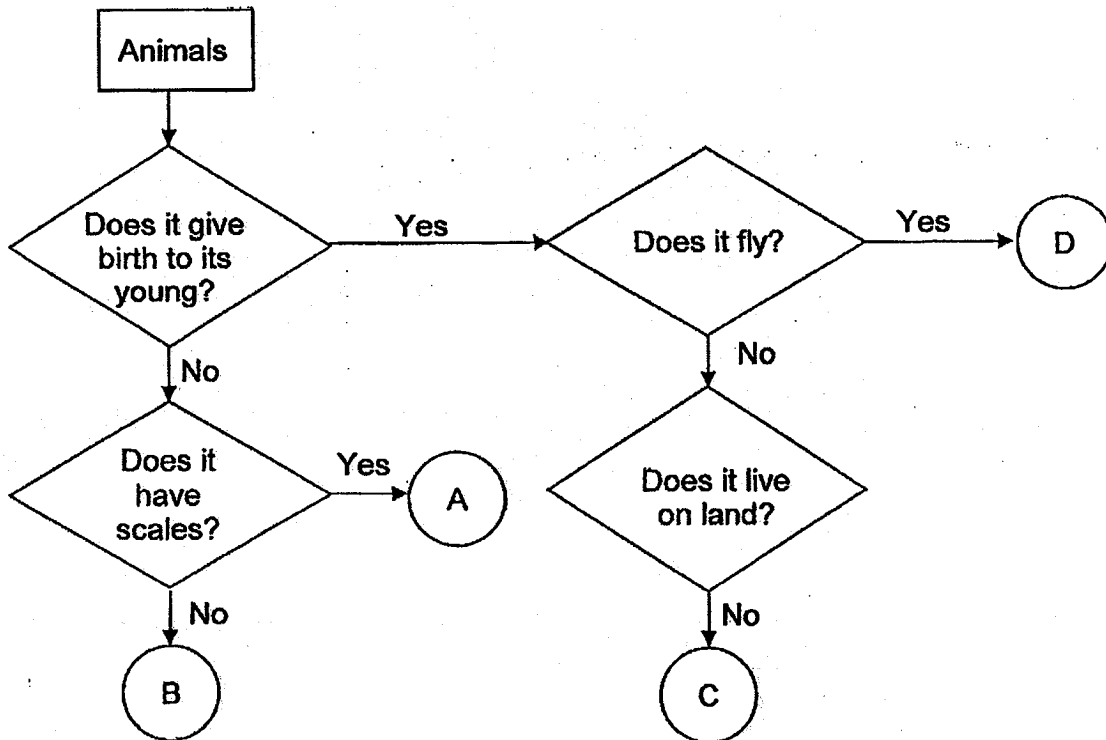 Animals
Does it give
birth to its
young?
Yes
Does it fly?
Yes
D
No
No
Does it
have
scales?
Yes
A
Does it live
on land?
No
B
No
C